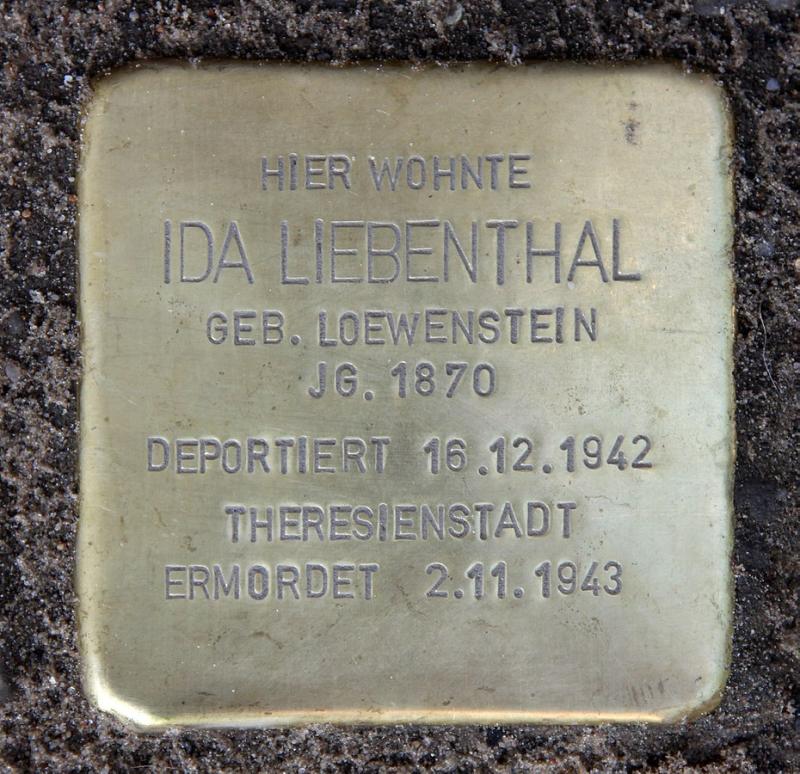 HIER WOHNTE
IDA LIEBENTHAL
GEB. LOEWENSTEIN
JG. 1870
DEPORTIERT 16.12.1942
THERESIENSTADT
ERMORDET 2.11.1943